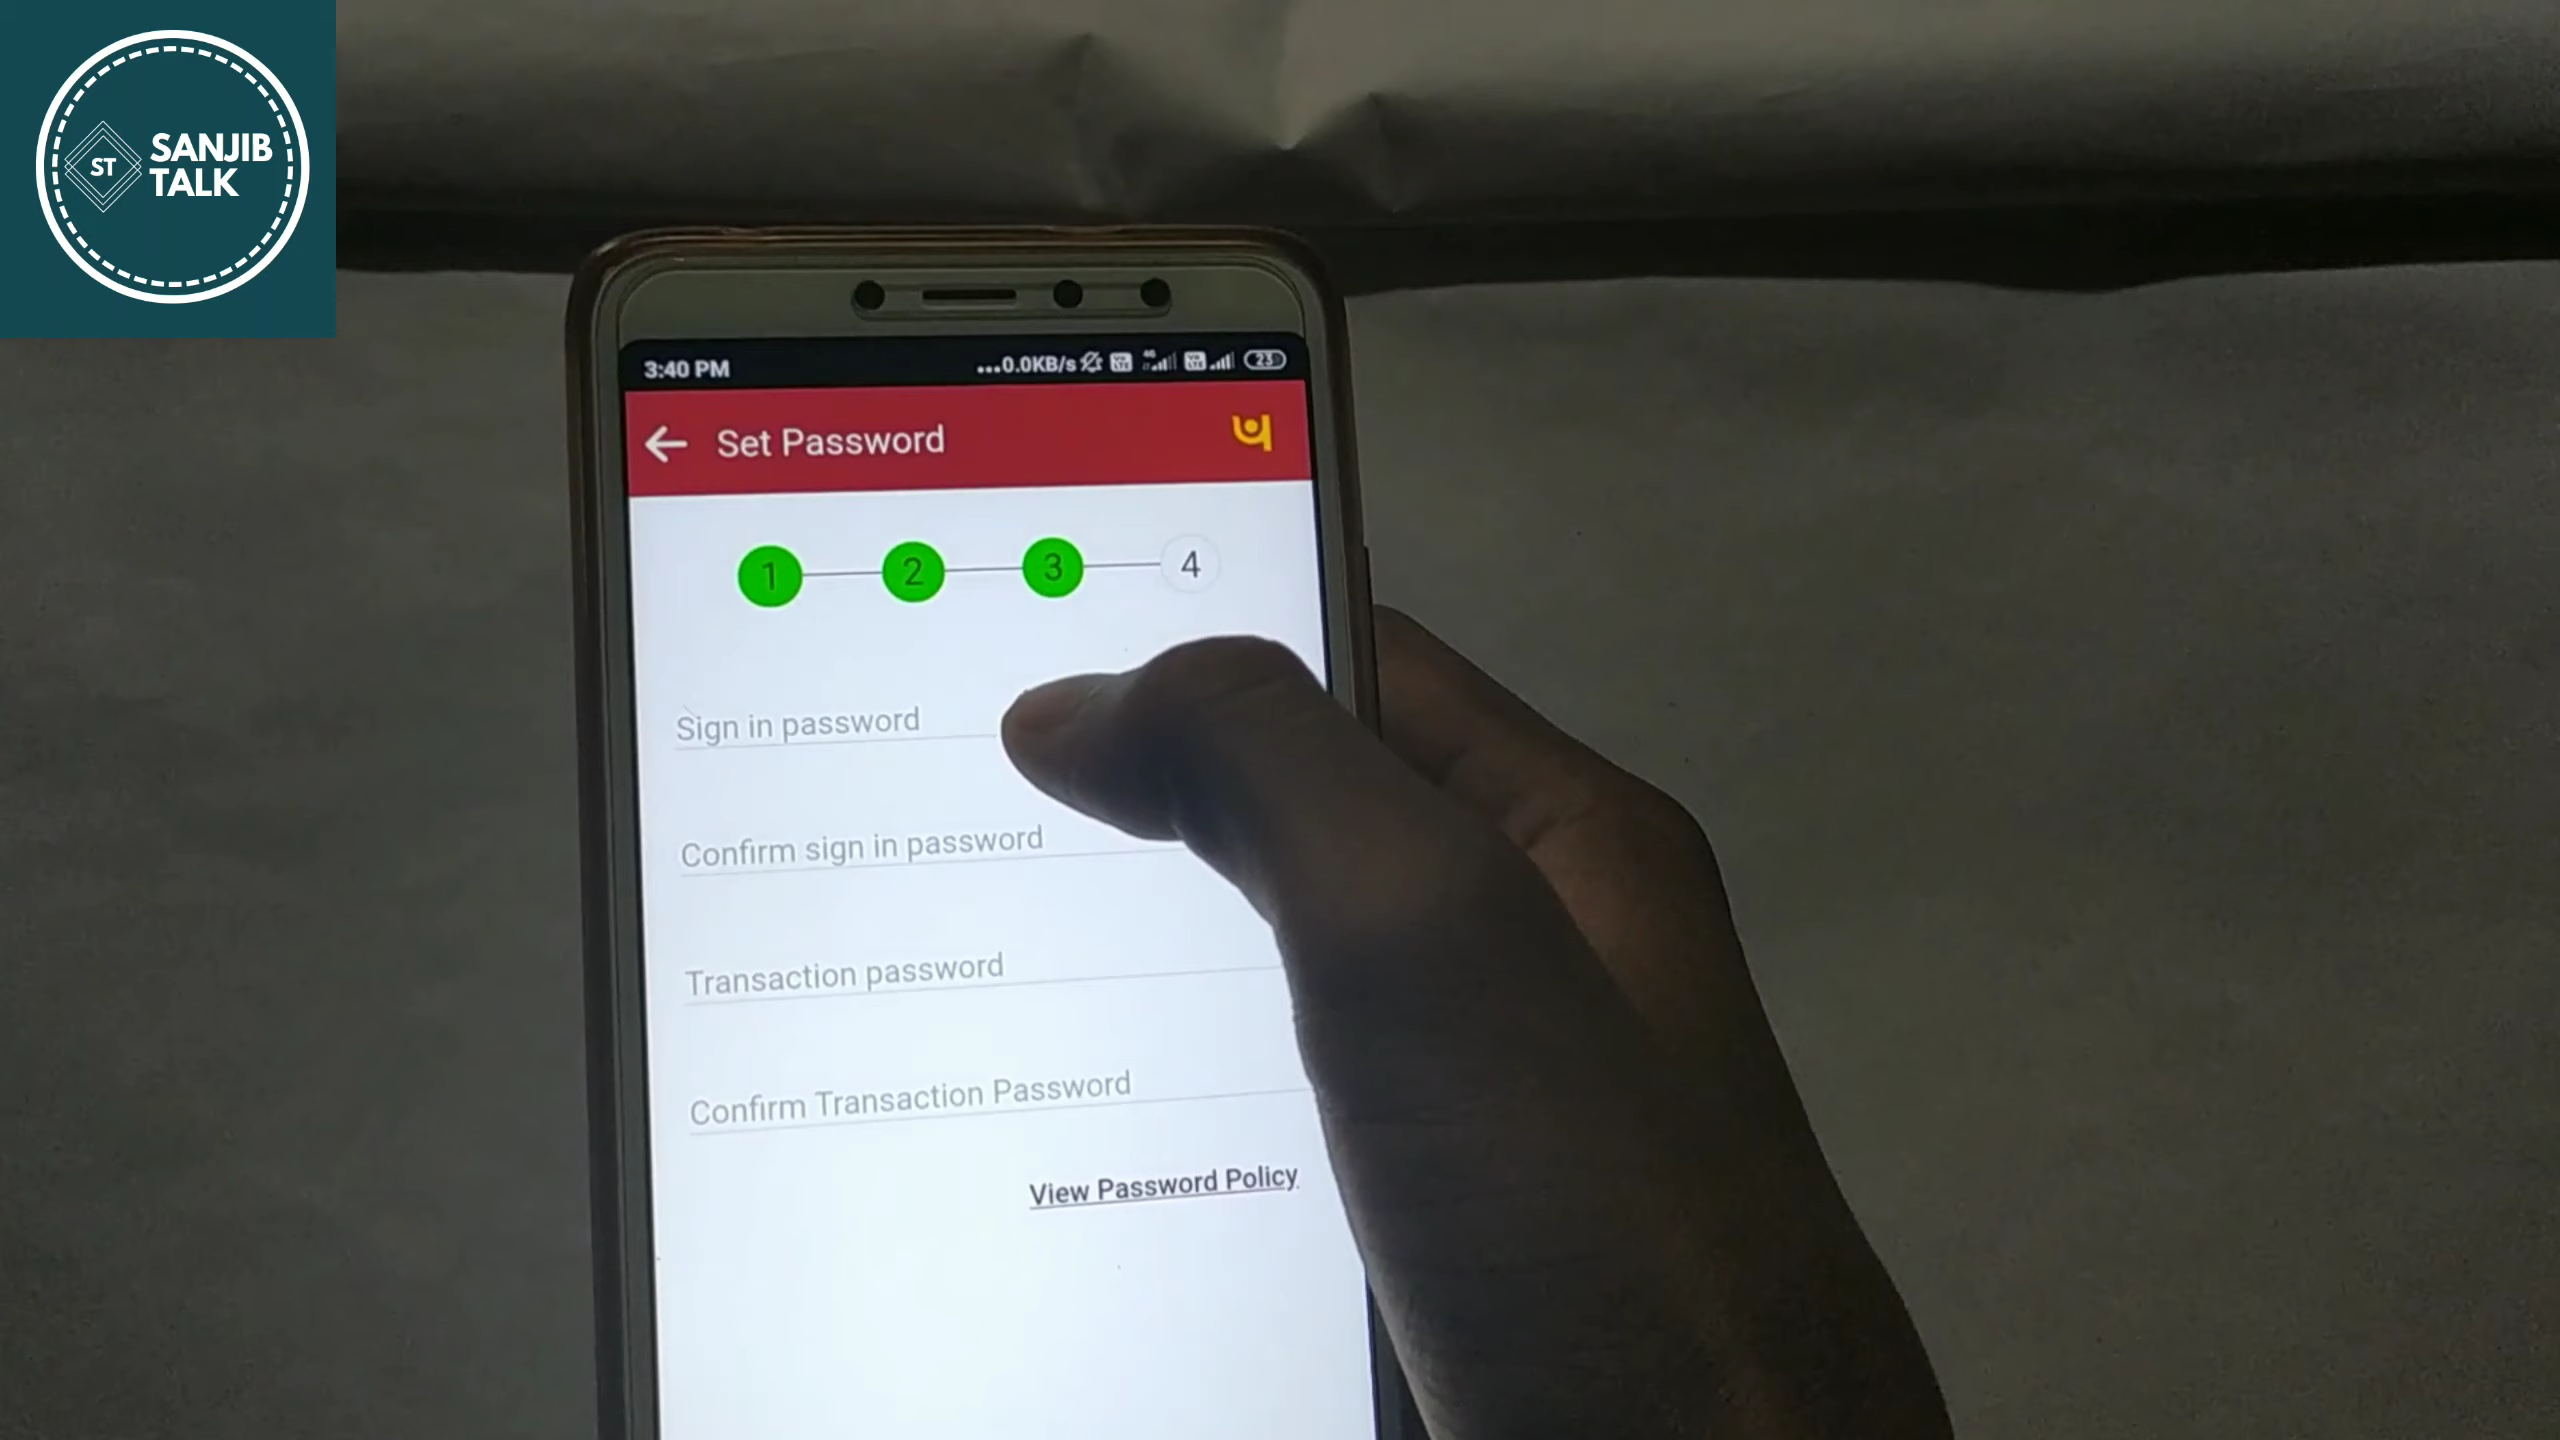 ST
SANJIB
TALK
3:40 PM
...0.0KB/s
4G
23
Set Password
1
2
3
4
Sign in password
Confirm sign in password
Transaction password
Confirm Transaction Password
View Password Policy